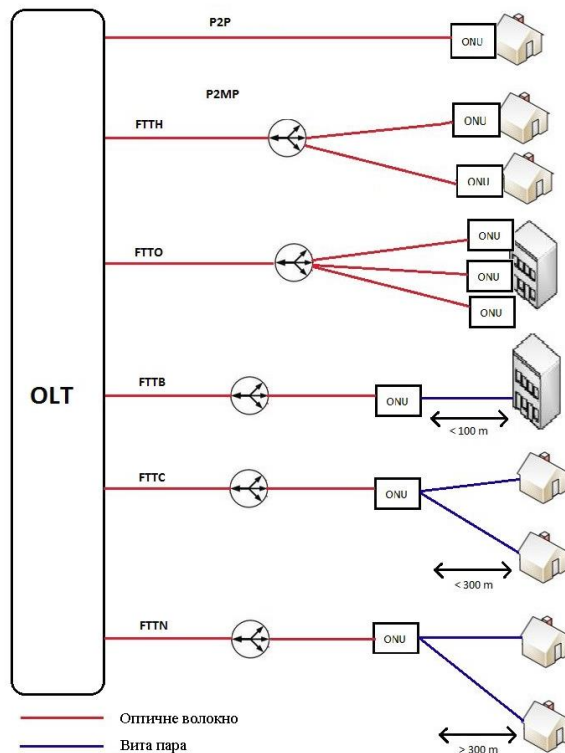 P2P
ONU
P2MP
ONU
FTTH
ONU
FTTO
ONU
ONU
ONU
OLT
FTTB
ONU
< 100 m
FTTC
ONU
< 300 m
FTTN
ONU
> 300 m
Оптичне волокно
Вита пара